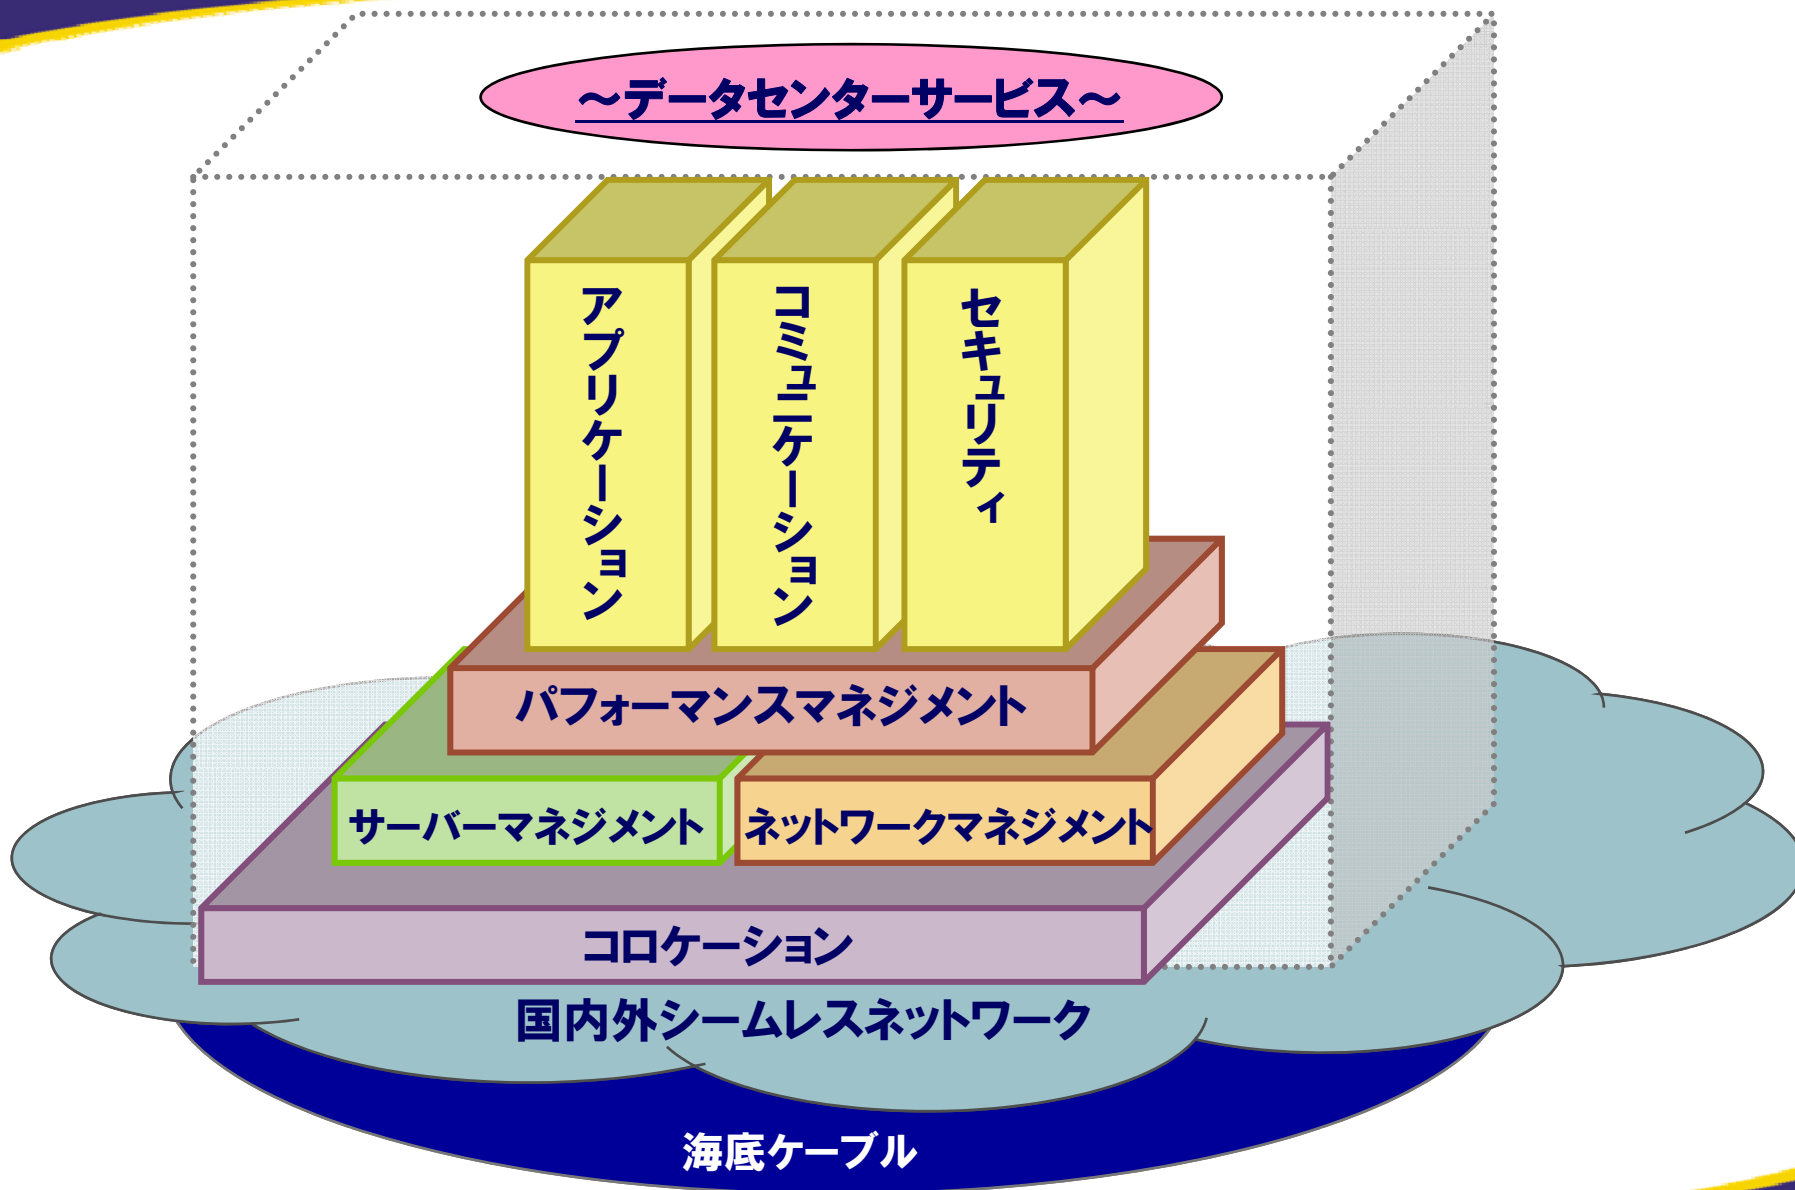 ～データセンターサービス～
アプリケーション
コミュニケーション
セキュリティ
パフォーマンスマネジメント
サーバーマネジメント
ネットワークマネジメント
コロケーション
国内外シームレスネットワーク
海底ケーブル